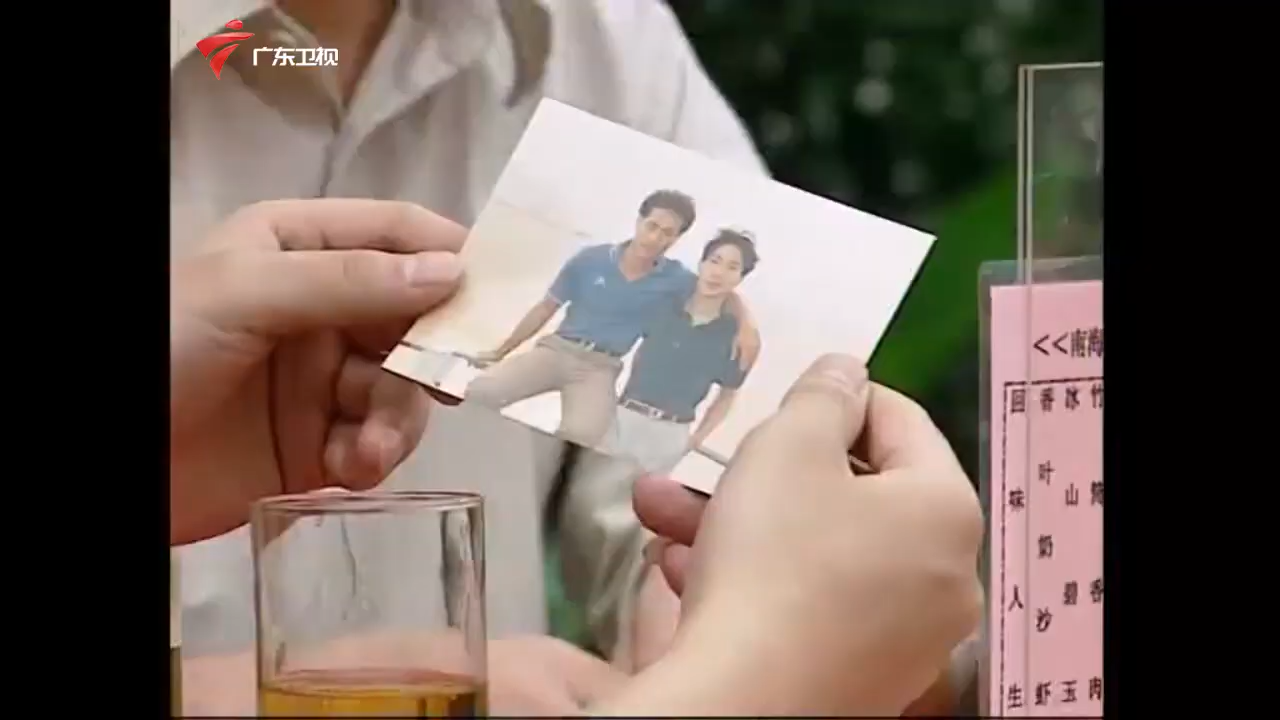 广东卫视
<<南海
竹筒香肉
冰山碧玉
香叶奶沙虾
回味人生